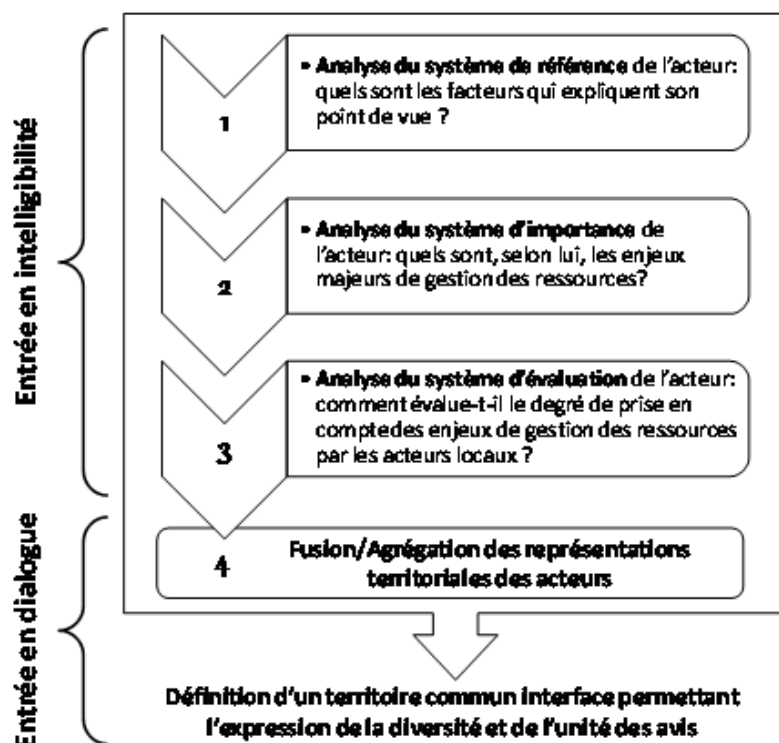 Entrée en intelligibilité
1
• Analyse du système de référence de l'acteur:
quels sont les facteurs qui expliquent son
point de vue ?
2
• Analyse du système d'importance de
l'acteur: quels sont, selon lui, les enjeux
majeurs de gestion des ressources?
3
• Analyse du système d'évaluation de l'acteur:
comment évalue-t-il le degré de prise en
compte des enjeux de gestion des ressources
par les acteurs locaux ?
Entrée en dialogue
4
Fusion/Agrégation des représentations
territoriales des acteurs
Définition d'un territoire commun interface permettant
l'expression de la diversité et de l'unité des avis